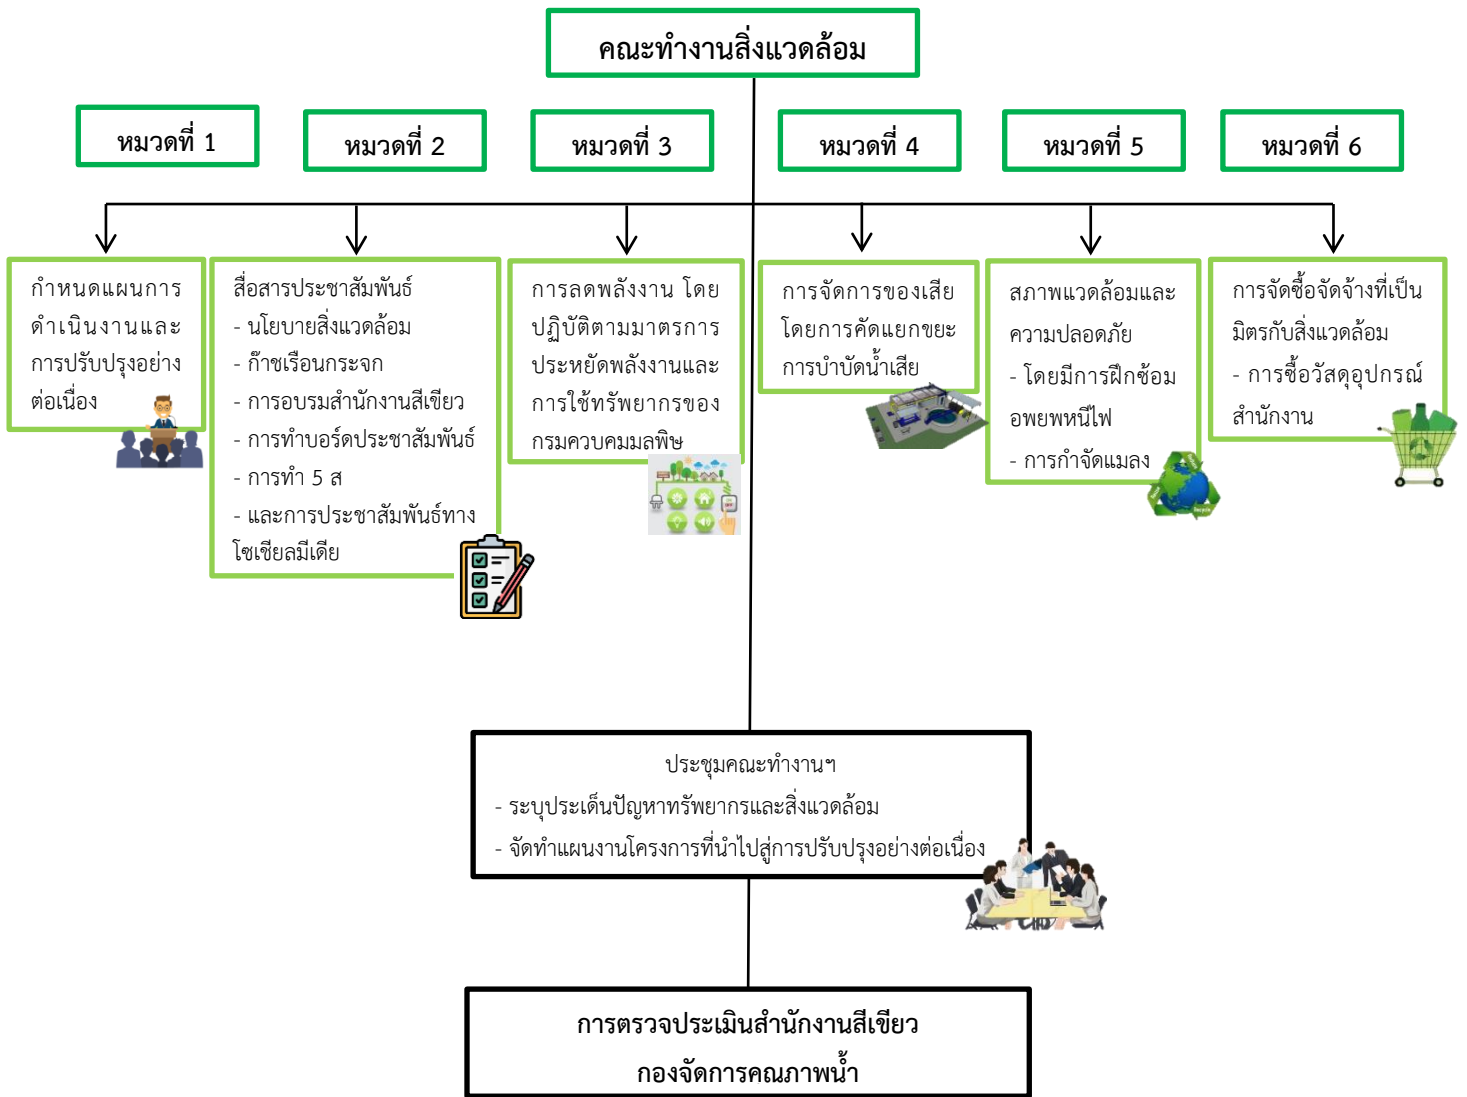 คณะทำงานสิ่งแวดล้อม
หมวดที่ 1
หมวดที่ 2
หมวดที่ 3
หมวดที่ 4
หมวดที่ 5
หมวดที่ 6
กำหนดแผนการ
ดำเนินงานและ
การปรับปรุงอย่าง
ต่อเนื่อง
สื่อสารประชาสัมพันธ์
- นโยบายสิ่งแวดล้อม
- ก๊าซเรือนกระจก
- การอบรมสำนักงานสีเขียว
- การทำบอร์ดประชาสัมพันธ์
- การทำ 5 ส
- และการประชาสัมพันธ์ทาง
โซเชียลมีเดีย
การลดพลังงาน โดย
ปฏิบัติตามมาตรการ
ประหยัดพลังงานและ
การใช้ทรัพยากรของ
กรมควบคุมมลพิษ
การจัดการของเสีย
โดยการคัดแยกขยะ
การบำบัดน้ำเสีย
สภาพแวดล้อมและ
ความปลอดภัย
- โดยมีการฝึกซ้อม
อพยพหนีไฟ
- การกำจัดแมลง
การจัดซื้อจัดจ้างที่เป็น
มิตรกับสิ่งแวดล้อม
- การซื้อวัสดุอุปกรณ์
สำนักงาน
ประชุมคณะทำงานฯ
- ระบุประเด็นปัญหาทรัพยากรและสิ่งแวดล้อม
- จัดทำแผนงานโครงการที่นำไปสู่การปรับปรุงอย่างต่อเนื่อง
การตรวจประเมินสำนักงานสีเขียว
กองจัดการคุณภาพน้ำ